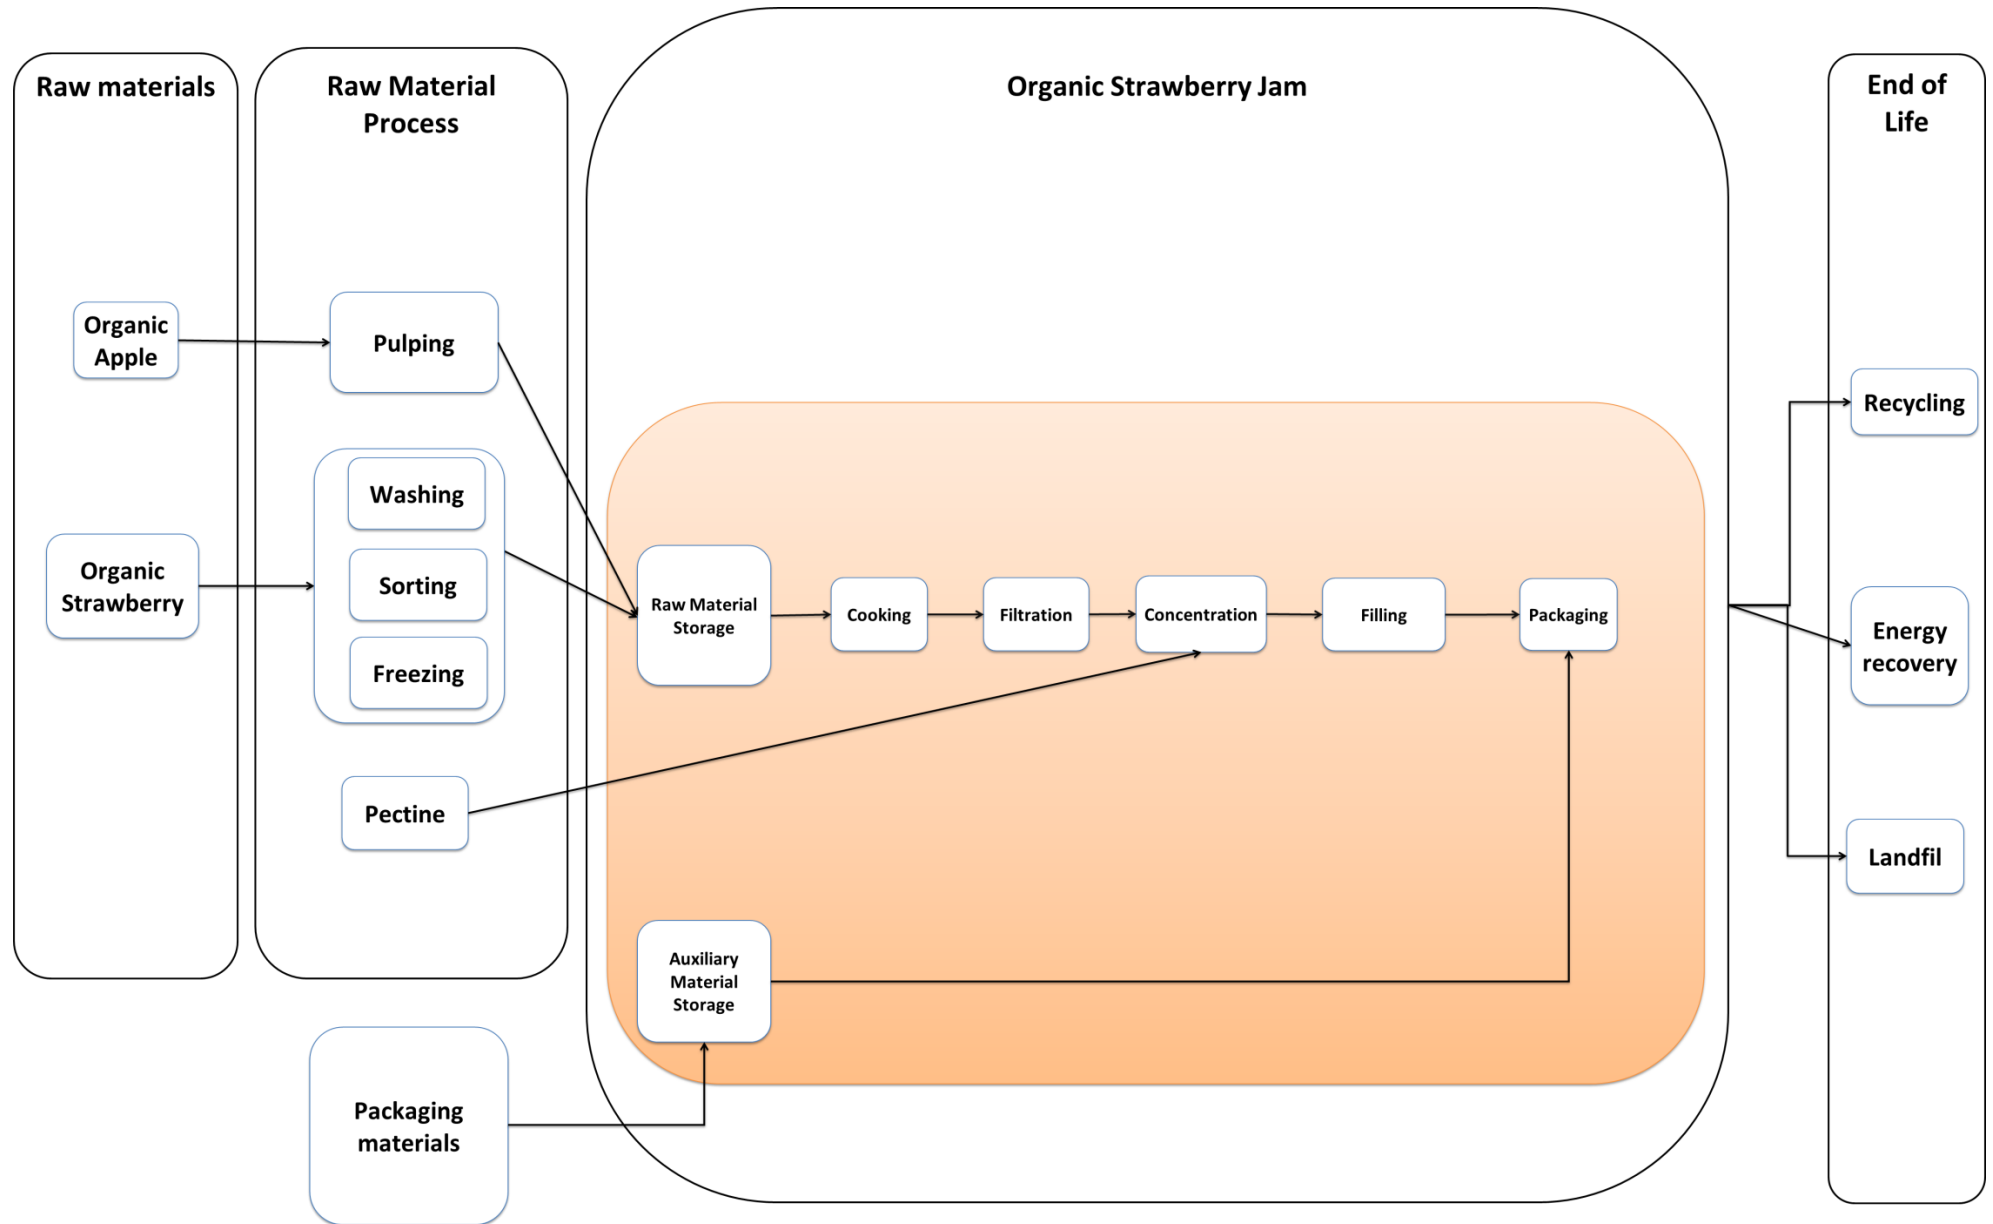 Raw materials
Raw Material
Process
Organic Strawberry Jam
End of
Life
Organic
Apple
Pulping
Organic
Strawberry
Washing
Sorting
Freezing
Pectine
Raw Material
Storage
Cooking
Filtration
Concentration
Filling
Packaging
Auxiliary
Material
Storage
Packaging
materials
Recycling
Energy
recovery
Landfil